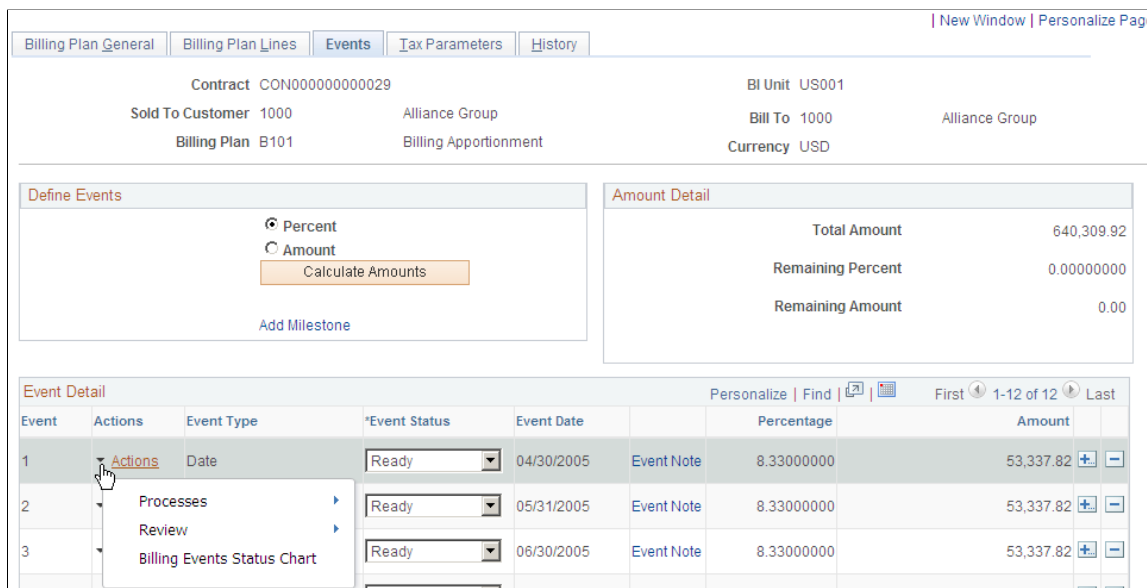 | New Window | Personalize Pag
Billing Plan General Billing Plan Lines Events Tax Parameters History
Contract CON000000000029 BI Unit US001
Sold To Customer 1000 Alliance Group Bill To 1000 Alliance Group
Billing Plan B101 Billing Apportionment Currency USD
Define Events Amount Detail
Percent Total Amount 640,309.92
Amount
Calculate Amounts Remaining Percent 0.00000000
Remaining Amount 0.00
Add Milestone
Event Detail Personalize | Find | | First 1-12 of 12 Last
Event Actions Event Type *Event Status Event Date Percentage Amount
1 Actions Date Ready 04/30/2005 Event Note 8.33000000 53,337.82
2 Processes Ready 05/31/2005 Event Note 8.33000000 53,337.82
Review
3 Billing Events Status Chart Ready 06/30/2005 Event Note 8.33000000 53,337.82